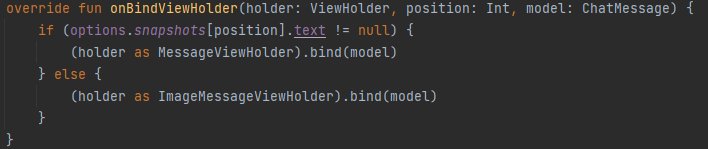 override fun onBindViewHolder(holder: ViewHolder, position: Int, model: ChatMessage) {
    if (options.snapshots[position].text != null) {
        (holder as MessageViewHolder).bind(model)
    } else {
        (holder as ImageMessageViewHolder).bind(model)
    }
}